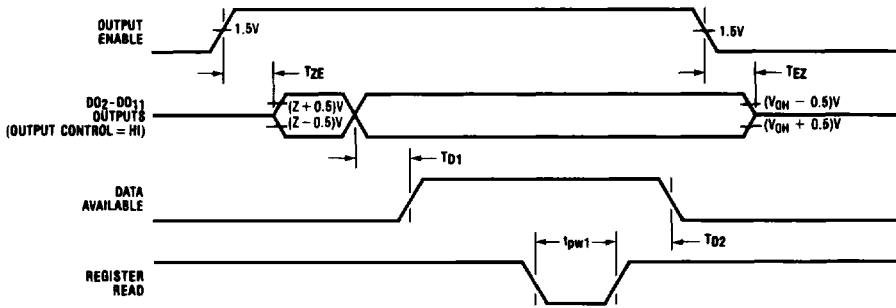 OUTPUT
ENABLE
1.5V
1.5V
TZE
TEZ
DO2-DO11
OUTPUTS
(OUTPUT CONTROL = HI)
(Z + 0.5)V
(Z − 0.5)V
(VOH − 0.5)V
(VOH + 0.5)V
TD1
DATA
AVAILABLE
TD2
tpw1
REGISTER
READ